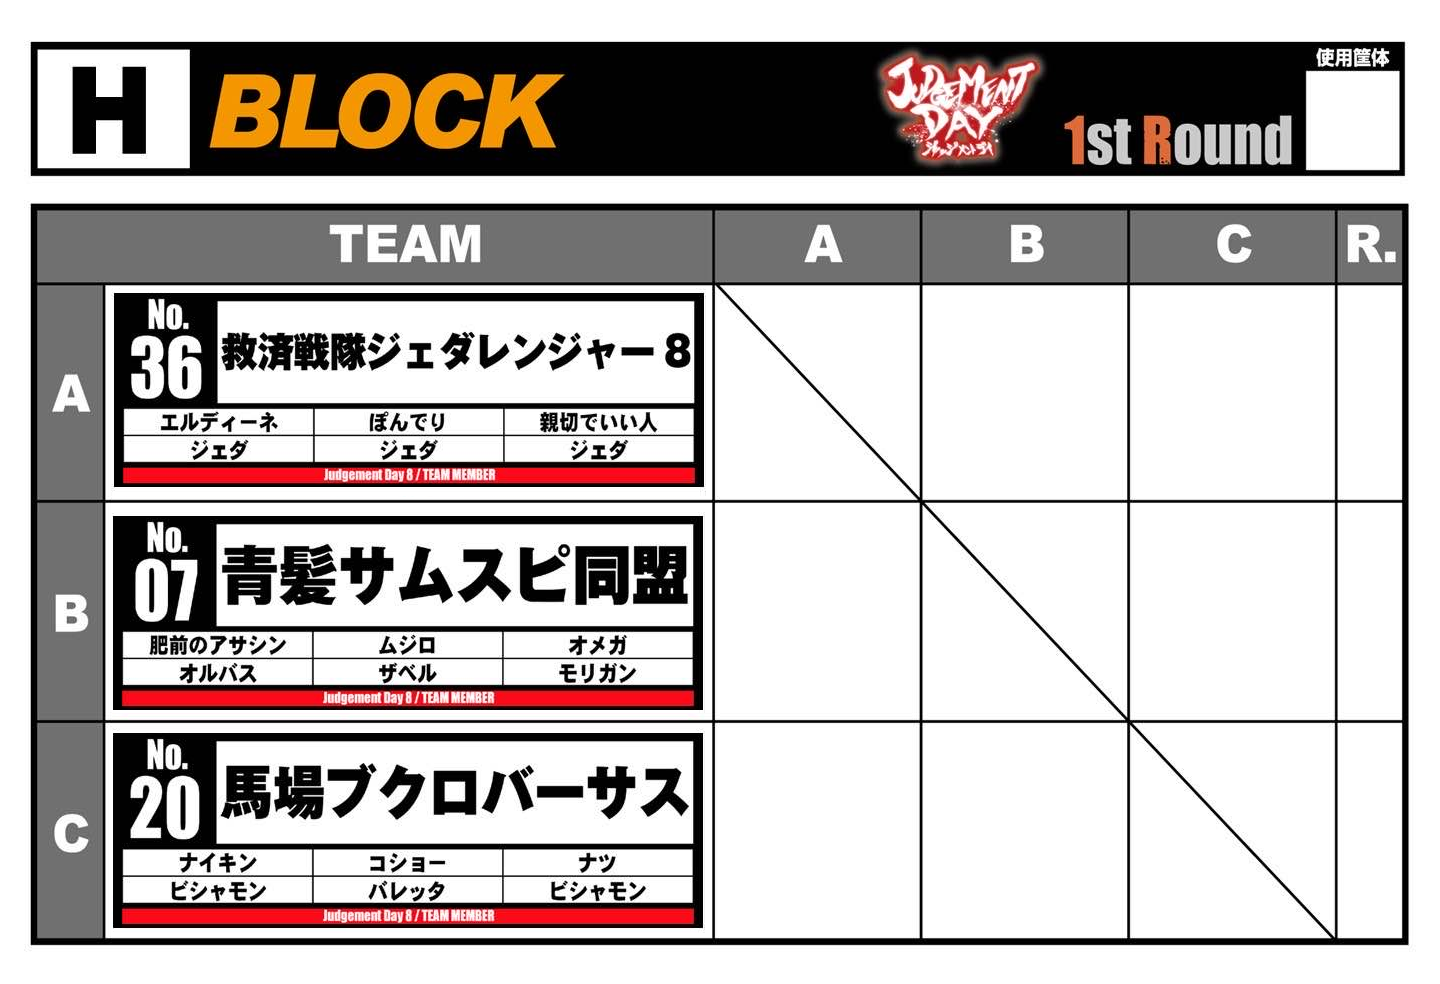 H BLOCK
JUDGEMENT
DAY
ジャッジメントデイ
1st Round
使用筐体
TEAM A B C R.
A
No.
36
救済戦隊ジェダレンジャー8
エルディーネ ぽんでり 親切でいい人
ジェダ ジェダ ジェダ
Judgement Day 8 / TEAM MEMBER
B
No.
07
青髪サムスピ同盟
肥前のアサシン ムジロ オメガ
オルバス ザベル モリガン
Judgement Day 8 / TEAM MEMBER
C
No.
20
馬場ブクロバーサス
ナイキン コショー ナツ
ビシャモン バレッタ ビシャモン
Judgement Day 8 / TEAM MEMBER